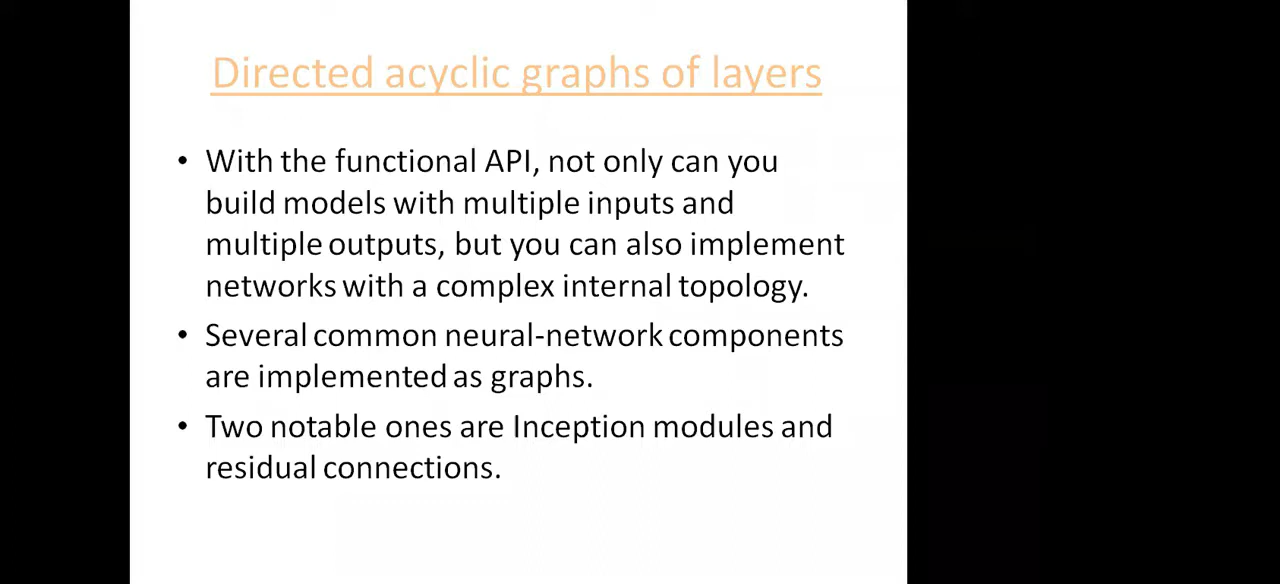 Directed acyclic graphs of layers
• With the functional API, not only can you
build models with multiple inputs and
multiple outputs, but you can also implement
networks with a complex internal topology.
• Several common neural-network components
are implemented as graphs.
• Two notable ones are Inception modules and
residual connections.